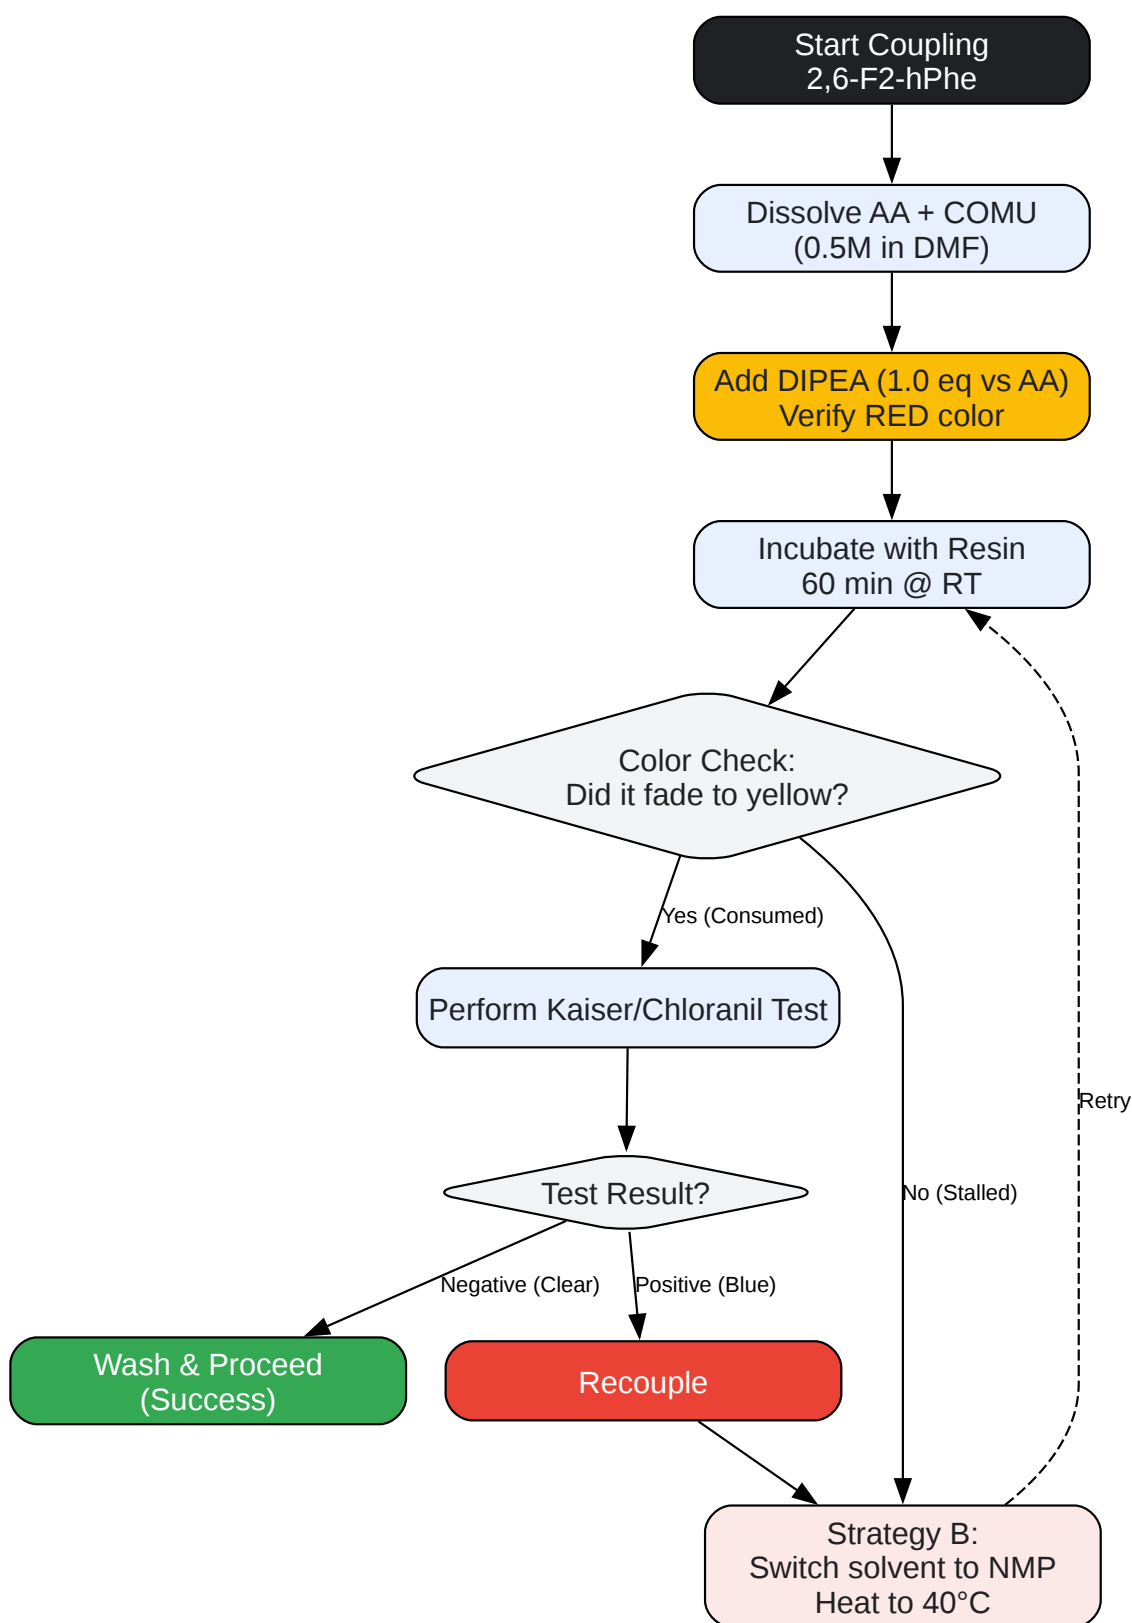 Start Coupling
2,6-F2-hPhe
Dissolve AA + COMU
(0.5M in DMF)
Add DIPEA (1.0 eq vs AA)
Verify RED color
Incubate with Resin
60 min @ RT
Color Check:
Did it fade to yellow?
Yes (Consumed)
Perform Kaiser/Chloranil Test
Retry
Test Result?
No (Stalled)
Negative (Clear)
Positive (Blue)
Wash & Proceed
(Success)
Recouple
Strategy B:
Switch solvent to NMP
Heat to 40°C